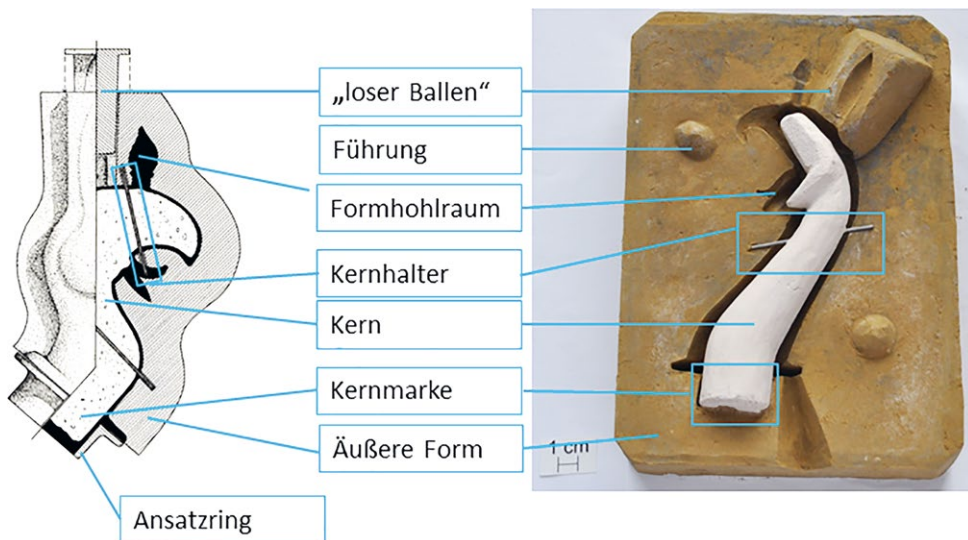 „loser Ballen“
Führung
Formhohlraum
Kernhalter
Kern
Kernmarke
Äußere Form
1 cm
Ansatzring